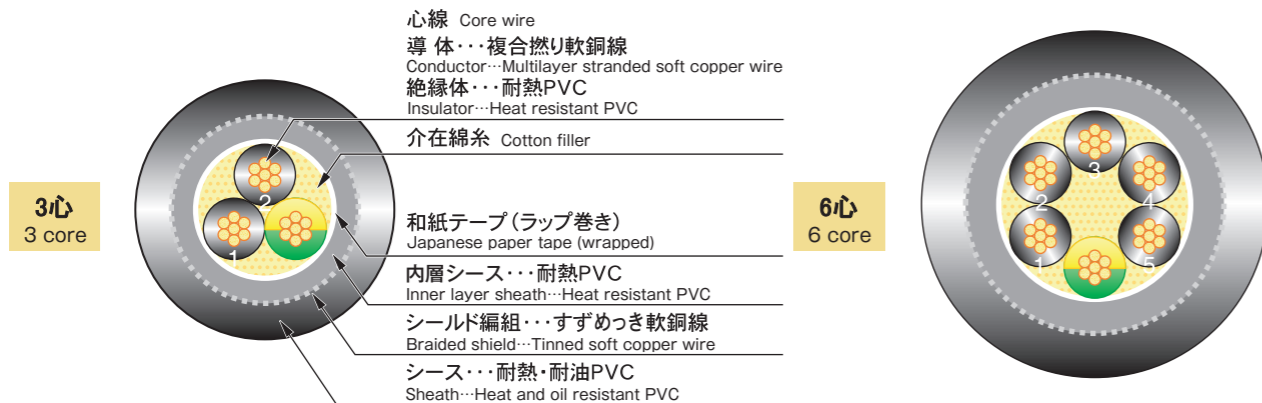 心線 Core wire
導 体・・・複合撚り軟銅線
Conductor…Multilayer stranded soft copper wire
絶縁体・・・耐熱PVC
Insulator…Heat resistant PVC
介在綿糸 Cotton filler
和紙テープ(ラップ巻き)
Japanese paper tape (wrapped)
内層シース・・・耐熱PVC
Inner layer sheath…Heat resistant PVC
シールド編組・・・すずめっき軟銅線
Braided shield…Tinned soft copper wire
シース・・・耐熱・耐油PVC
Sheath…Heat and oil resistant PVC
3心
3 core
2
1
6心
6 core
3
2
4
1
5